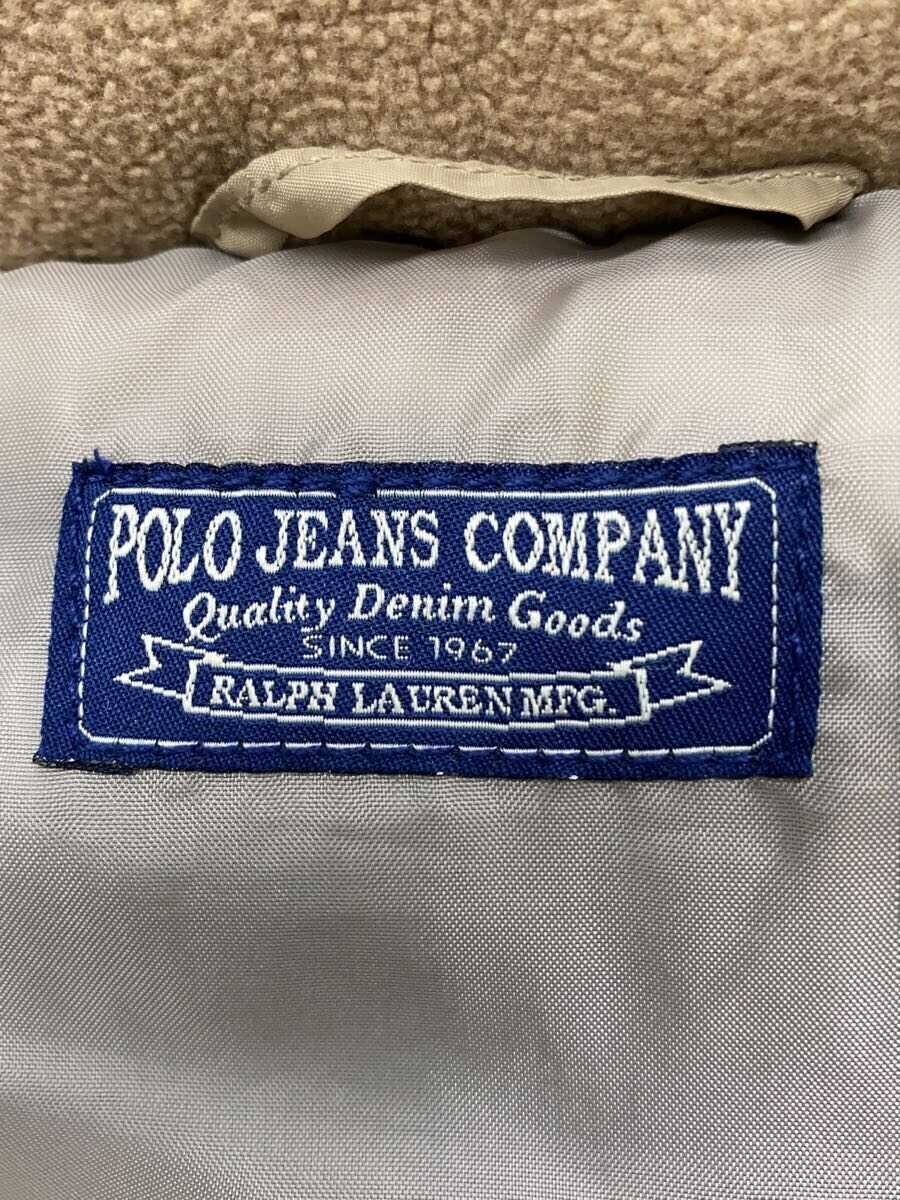 POLO JEANS COMPANY
Quality Denim Goods
SINCE 1967
RALPH LAUREN MFG.